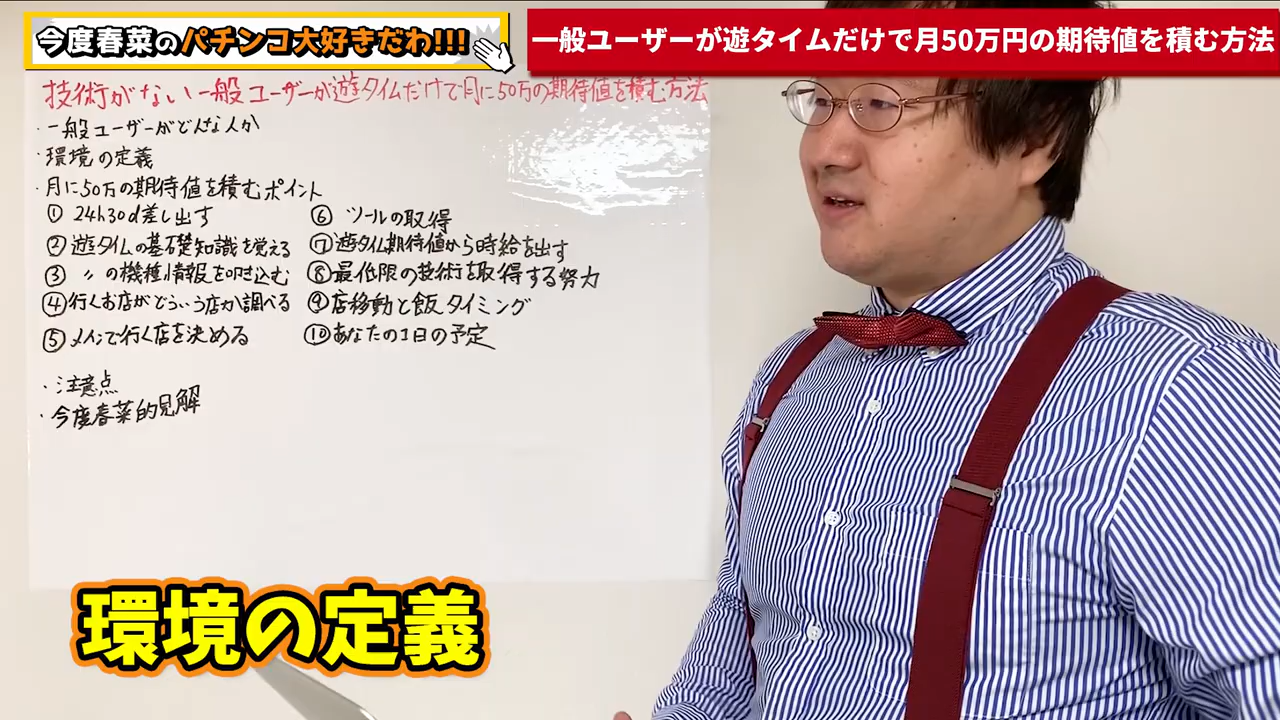 今度春菜のパチンコ大好きだわ!!!
一般ユーザーが遊タイムだけで月50万円の期待値を積む方法
技術がない一般ユーザーが遊タイムだけで月に50万の期待値を積む方法
・一般ユーザーがどんな人か
・環境の定義
・月に50万の期待値を積むポイント
① 24h30d差し出す
② 遊タイムの基礎知識を覚える
③ 〃の機種情報を叩き込む
④ 行くお店がどういう店か調べる
⑤ メインで行く店を決める
⑥ ツールの取得
⑦ 遊タイム期待値から時給を出す
⑧ 最低限の技術を取得する努力
⑨ 店移動と飯タイミング
⑩ あなたの1日の予定
・注意点
・今度春菜的見解
環境の定義